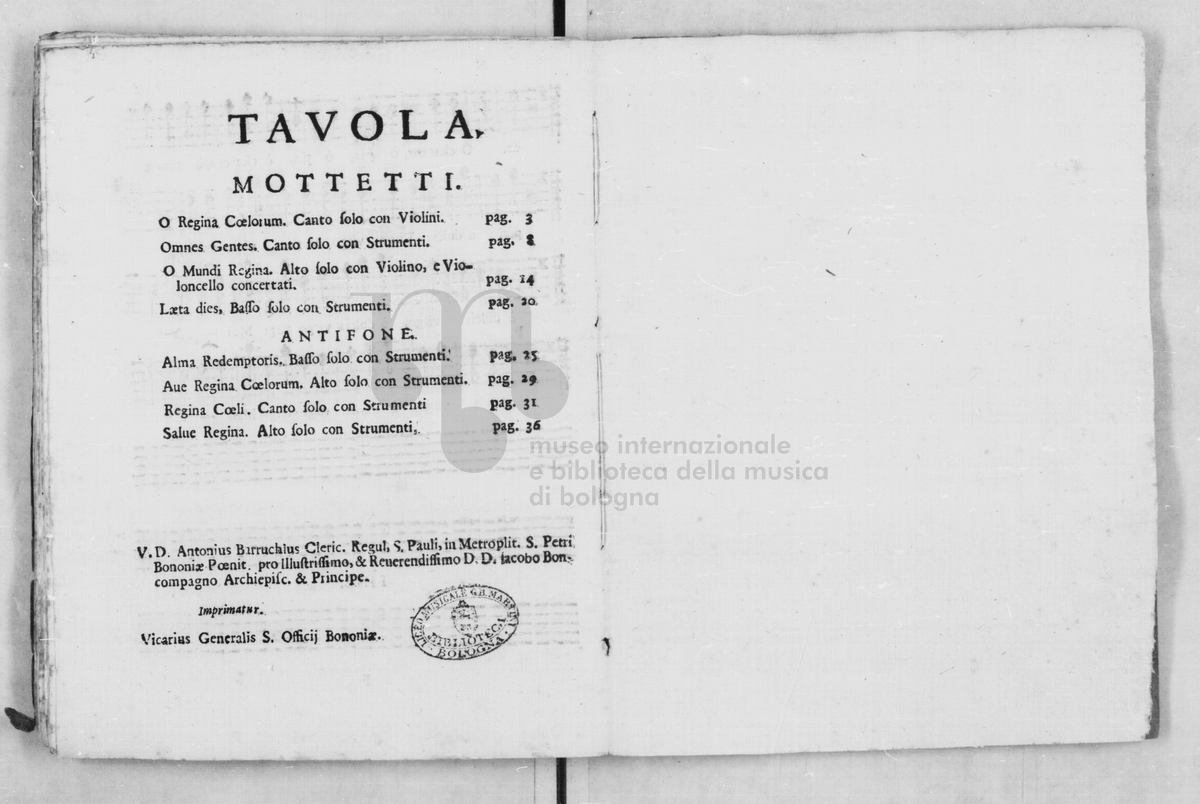 TAVOLA.
MOTTETTI.
O Regina Cœlorum. Canto ſolo con Violini. pag. 3
Omnes Gentes. Canto ſolo con Strumenti. pag. 8
O Mundi Regina. Alto ſolo con Violino, e Vio-
loncello concertati. pag. 14
Læta dies, Baſſo ſolo con Strumenti. pag. 20
ANTIFONE.
Alma Redemptoris. Baſſo ſolo con Strumenti. pag. 25
Aue Regina Cœlorum. Alto ſolo con Strumenti. pag. 29
Regina Cœli. Canto ſolo con Strumenti pag. 31
Salue Regina. Alto ſolo con Strumenti. pag. 36
museo internazionale
e biblioteca della musica
di bologna
V. D. Antonius Birruchius Cleric. Regul, S. Pauli, in Metroplit. S. Petri
Bononiæ Pœnit. pro Illuſtriſſimo, & Reuerendiſſimo D. D. Iacobo Bon-
compagno Archiepiſc. & Principe.
Imprimatur.
Vicarius Generalis S. Officij Bononiæ.
LICEO MUSICALE G.B. MARTINI
BIBLIOTECA
BOLOGNA